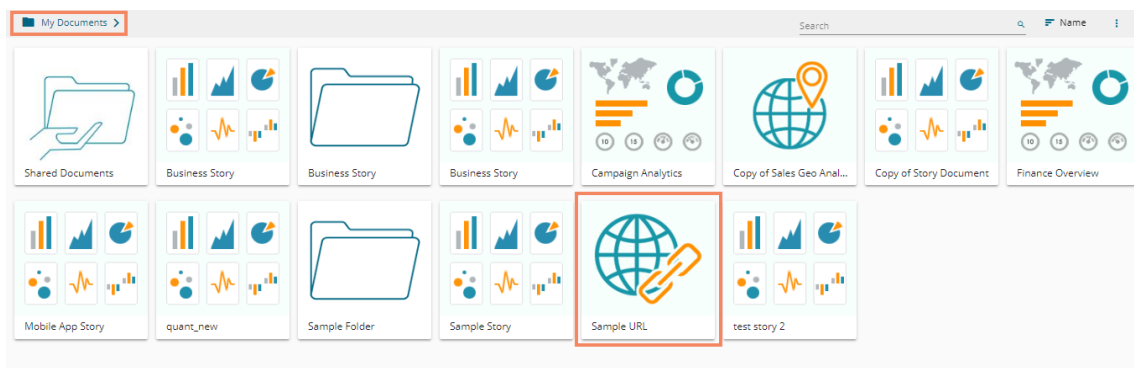 My Documents
Search
Name
10
15
10
15
Shared Documents
Business Story
Business Story
Business Story
Campaign Analytics
Copy of Sales Geo Anal...
Copy of Story Document
Finance Overview
Mobile App Story
quant_new
Sample Folder
Sample Story
Sample URL
test story 2